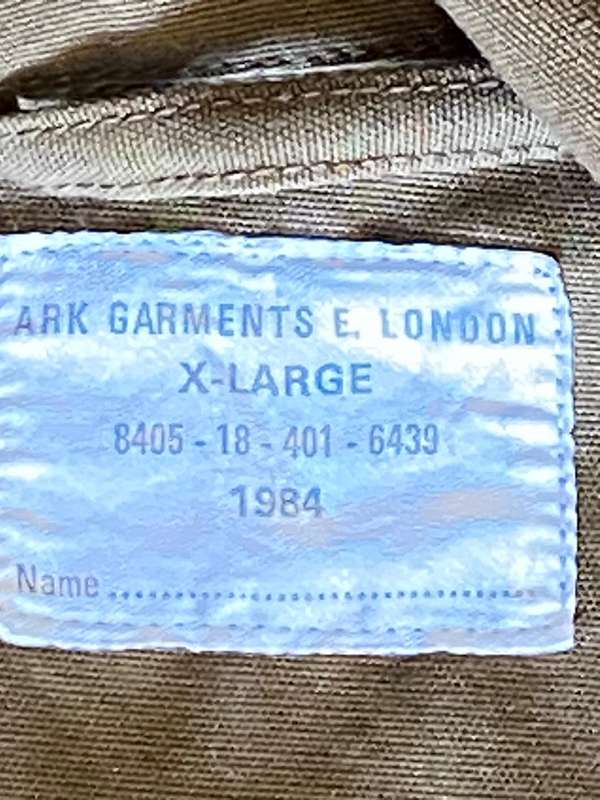 ARK GARMENTS E. LONDON
X-LARGE
8405 - 18 - 401 - 6439
1984
Name ................................................